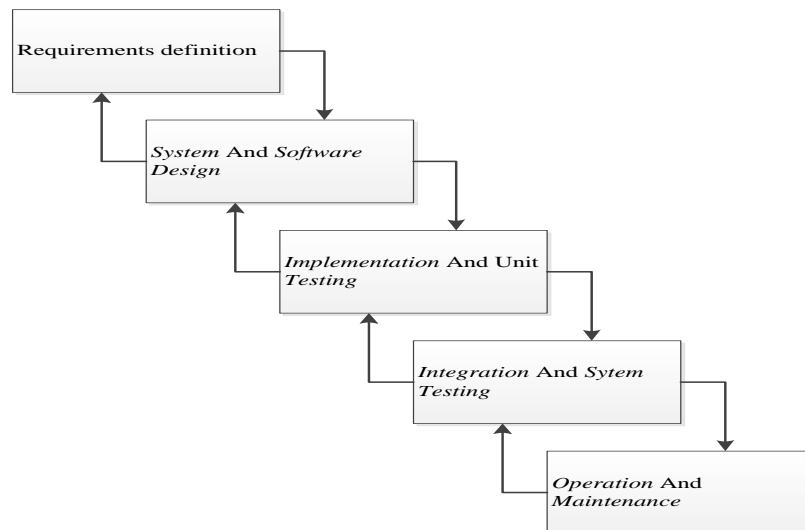 Requirements definition
System And Software
Design
Implementation And Unit
Testing
Integration And Sytem
Testing
Operation And
Maintenance